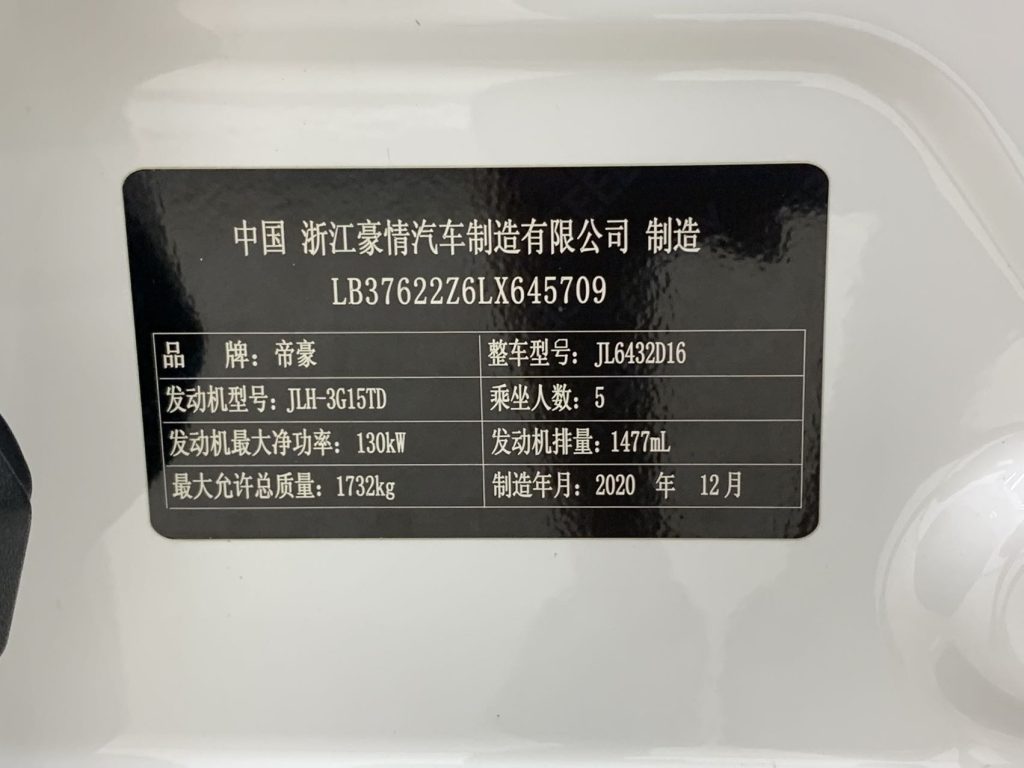 中国 浙江豪情汽车制造有限公司 制造
LB37622Z6LX645709
品 牌：帝豪 整车型号：JL6432D16
发动机型号：JLH-3G15TD 乘坐人数：5
发动机最大净功率：130kW 发动机排量：1477mL
最大允许总质量：1732kg 制造年月：2020 年 12月